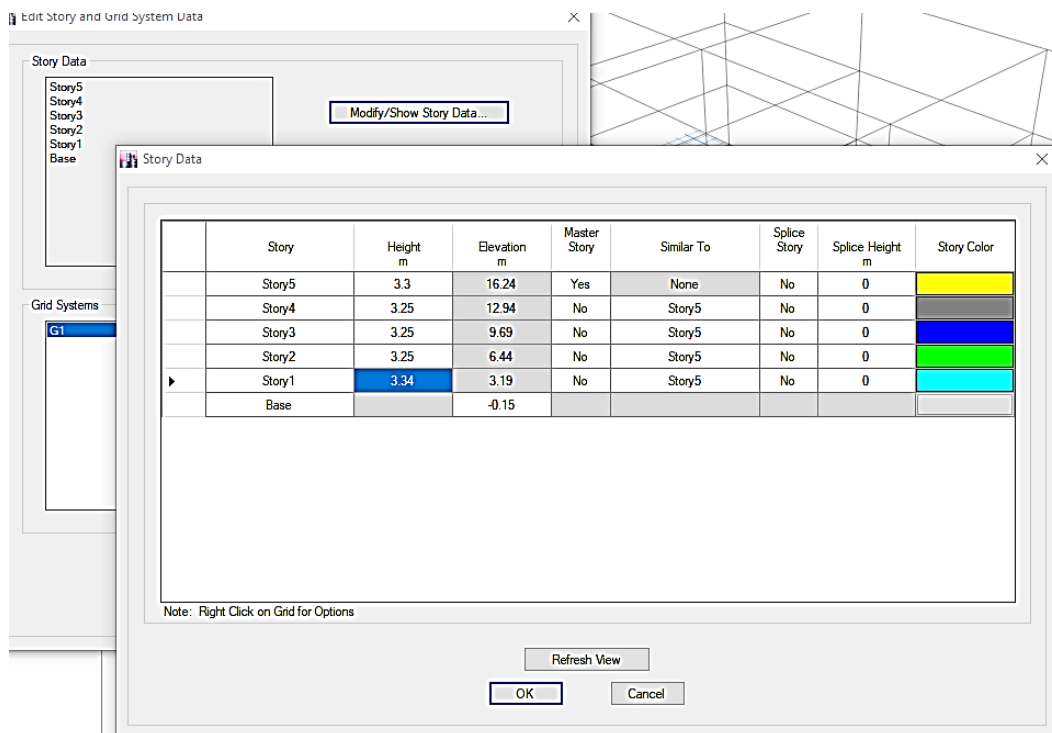 Edit Story and Grid System Data
Story Data
Story5
Story4
Story3
Story2
Story1
Base
Modify/Show Story Data...
Grid Systems
G1
Story Data
Story Height m Elevation m Master Story Similar To Splice Story Splice Height m Story Color
Story5 3.3 16.24 Yes None No 0
Story4 3.25 12.94 No Story5 No 0
Story3 3.25 9.69 No Story5 No 0
Story2 3.25 6.44 No Story5 No 0
Story1 3.34 3.19 No Story5 No 0
Base -0.15
Note: Right Click on Grid for Options
Refresh View
OK Cancel